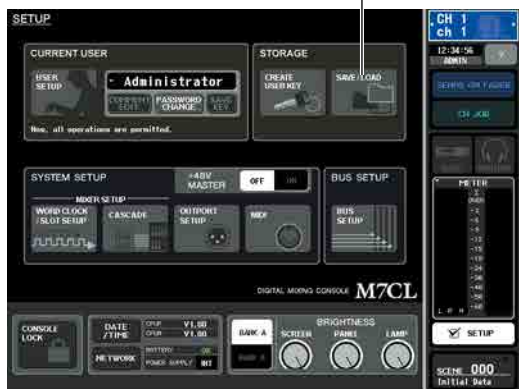 SETUP
CURRENT USER
USER
SETUP
Administrator
COMMENT
EDIT
PASSWORD
CHANGE
SAVE
KEY
Now, all operations are permitted.
STORAGE
CREATE
USER KEY
SAVE/LOAD
SYSTEM SETUP
+48V
MASTER
OFF
ON
MIXER SETUP
WORD CLOCK
/SLOT SETUP
CASCADE
OUTPORT
SETUP
MIDI
BUS SETUP
BUS
SETUP
DIGITAL MIXING CONSOLE M7CL
CONSOLE
LOCK
DATE
/TIME
V1.00
V1.00
NETWORK
BATTERY
POWER SUPPLY INT
BANK A
BANK B
BRIGHTNESS
SCREEN
PANEL
LAMP
CH 1
ch 1
12:34:56
ADMIN
SENDS ON FADER
CH JOB
METER
OVER
L R M
SETUP
SCENE 000
Initial Data